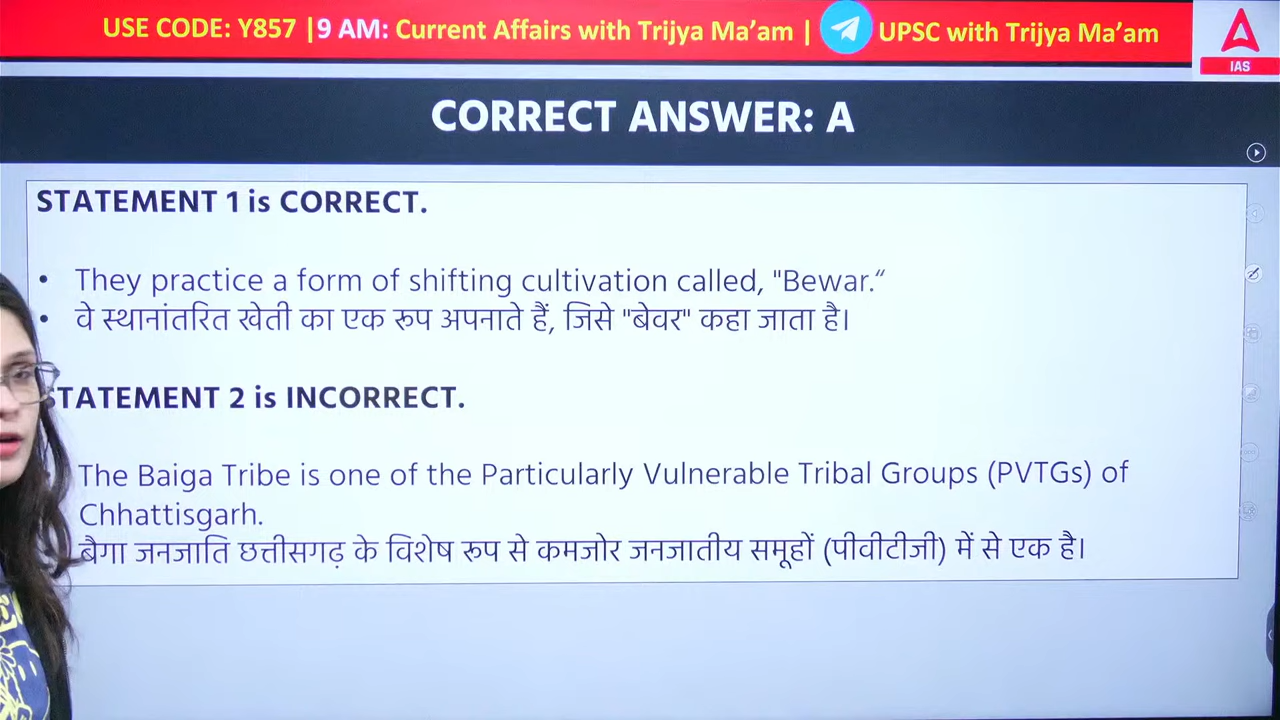 USE CODE: Y857 |9 AM: Current Affairs with Trijya Ma’am | UPSC with Trijya Ma’am
IAS
CORRECT ANSWER: A
STATEMENT 1 is CORRECT.
• They practice a form of shifting cultivation called, "Bewar.“
• वे स्थानांतरित खेती का एक रूप अपनाते हैं, जिसे "बेवर" कहा जाता है।
STATEMENT 2 is INCORRECT.
The Baiga Tribe is one of the Particularly Vulnerable Tribal Groups (PVTGs) of
Chhattisgarh.
बैगा जनजाति छत्तीसगढ़ के विशेष रूप से कमजोर जनजातीय समूहों (पीवीटीजी) में से एक है।